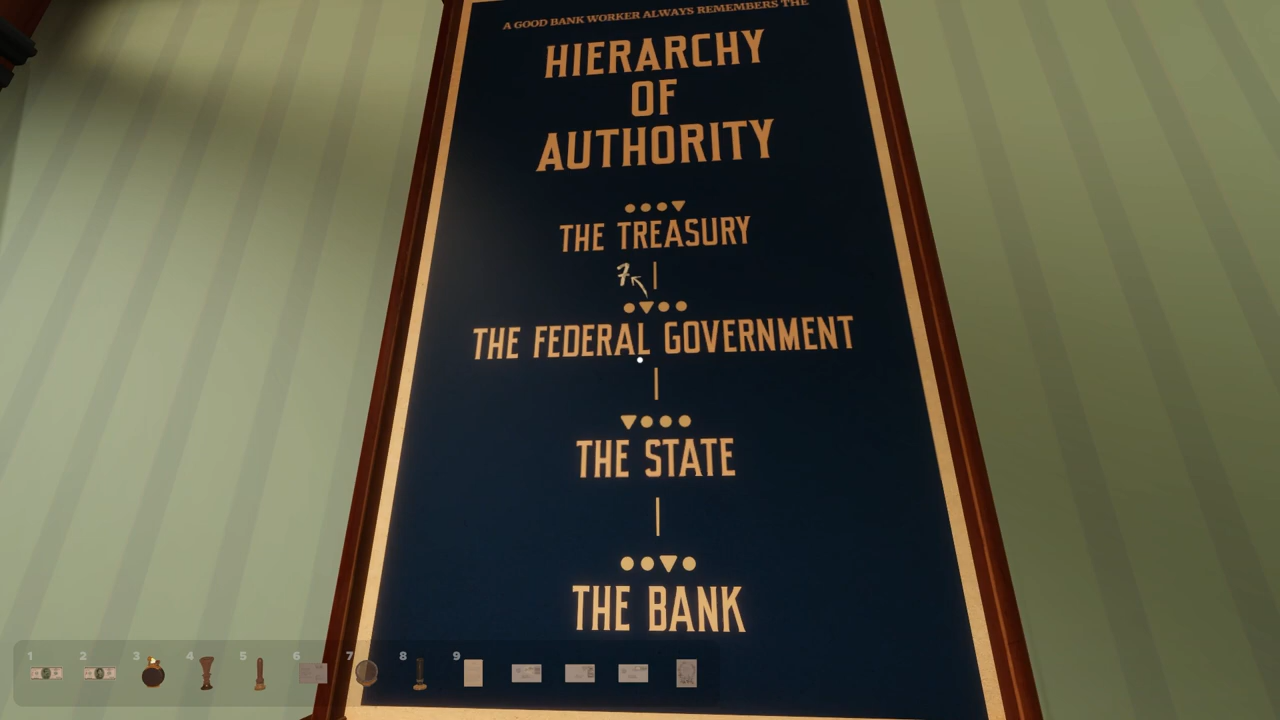 A GOOD BANK WORKER ALWAYS REMEMBERS THE
HIERARCHY
OF
AUTHORITY
THE TREASURY
7
THE FEDERAL GOVERNMENT
THE STATE
THE BANK
1 2 3 4 5 6 7 8 9